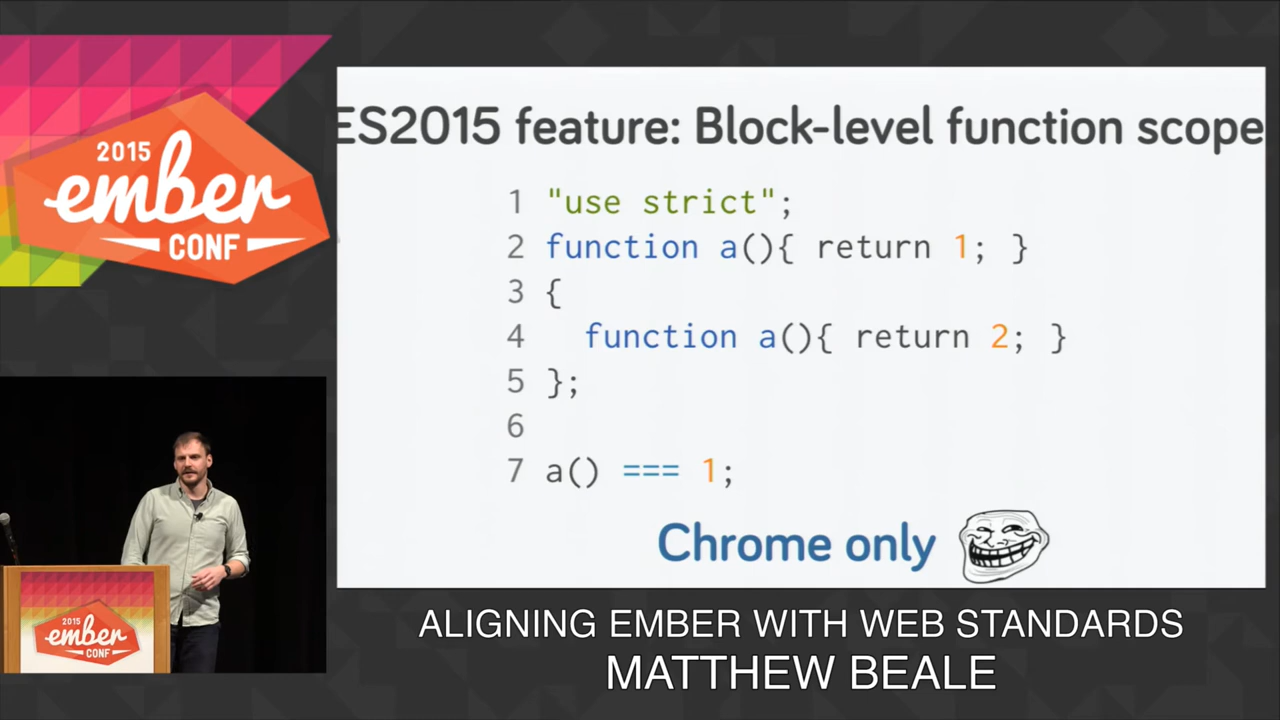 2015
ember
CONF
ES2015 feature: Block-level function scope
1 "use strict";
2 function a(){ return 1; }
3 {
4   function a(){ return 2; }
5 };
6
7 a() === 1;
Chrome only
2015
ember
CONF
ALIGNING EMBER WITH WEB STANDARDS
MATTHEW BEALE